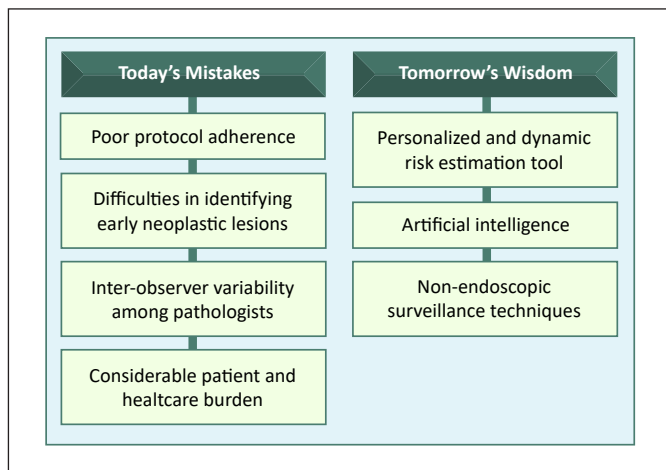 Today's Mistakes
Poor protocol adherence
Difficulties in identifying
early neoplastic lesions
Inter-observer variability
among pathologists
Considerable patient and
healtcare burden
Tomorrow's Wisdom
Personalized and dynamic
risk estimation tool
Artificial intelligence
Non-endoscopic
surveillance techniques